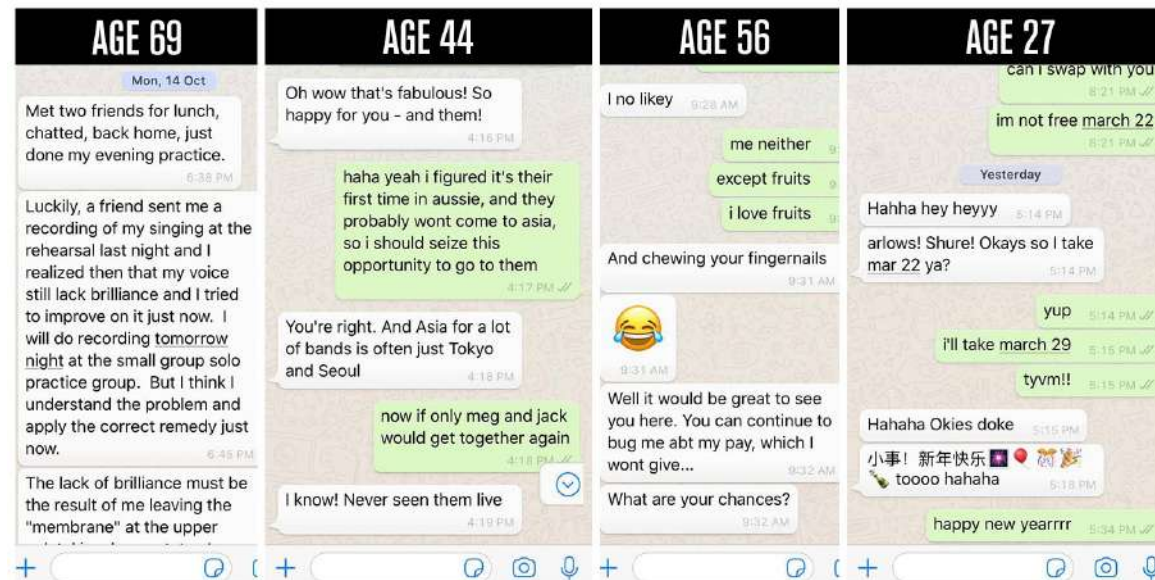 AGE 69
Mon, 14 Oct
Met two friends for lunch,
chatted, back home, just
done my evening practice.
6:38 PM
Luckily, a friend sent me a
recording of my singing at the
rehearsal last night and I
realized then that my voice
still lack brilliance and I tried
to improve on it just now. I
will do recording tomorrow
night at the small group solo
practice group. But I think I
understand the problem and
apply the correct remedy just
now.
6:45 PM
The lack of brilliance must be
the result of me leaving the
"membrane" at the upper
AGE 44
Oh wow that's fabulous! So
happy for you - and them!
4:16 PM
haha yeah i figured it's their
first time in aussie, and they
probably wont come to asia,
so i should seize this
opportunity to go to them
4:17 PM
You're right. And Asia for a lot
of bands is often just Tokyo
and Seoul
4:18 PM
now if only meg and jack
would get together again
4:18 PM
I know! Never seen them live
4:19 PM
AGE 56
I no likey 9:28 AM
me neither
except fruits
i love fruits
And chewing your fingernails
9:31 AM
😂
9:31 AM
Well it would be great to see
you here. You can continue to
bug me abt my pay, which I
wont give...
9:32 AM
What are your chances?
9:32 AM
AGE 27
can i swap with you
8:21 PM
im not free march 22
8:21 PM
Yesterday
Hahha hey heyyy 5:14 PM
arlows! Shure! Okays so I take
mar 22 ya?
5:14 PM
yup 5:14 PM
i'll take march 29 5:15 PM
tyvm!! 5:15 PM
Hahaha Okies doke 5:15 PM
小事！新年快乐🎆🎈🎊🎉
🍾 toooo hahaha 5:18 PM
happy new yearrrr 5:34 PM